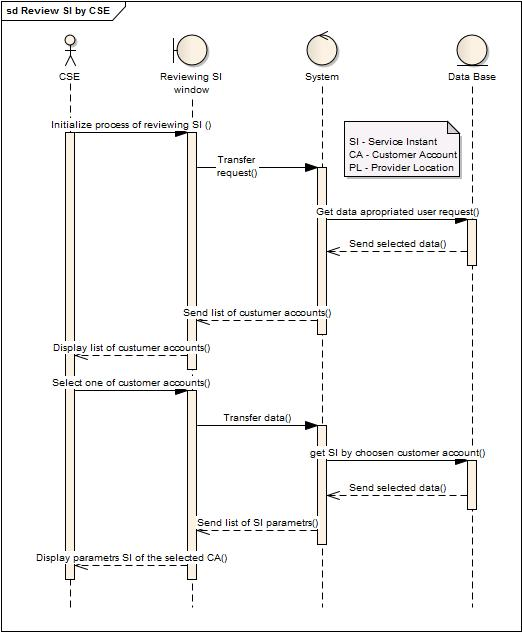 sd Review SI by CSE
CSE
Reviewing SI
window
System
Data Base
Initialize process of reviewing SI ()
SI - Service Instant
CA - Customer Account
PL - Provider Location
Transfer
request()
Get data apropriated user request()
Send selected data()
Send list of custumer accounts()
Display list of custumer accounts()
Select one of customer accounts()
Transfer data()
get SI by choosen customer account()
Send selected data()
Send list of SI parametrs()
Display parametrs SI of the selected CA()